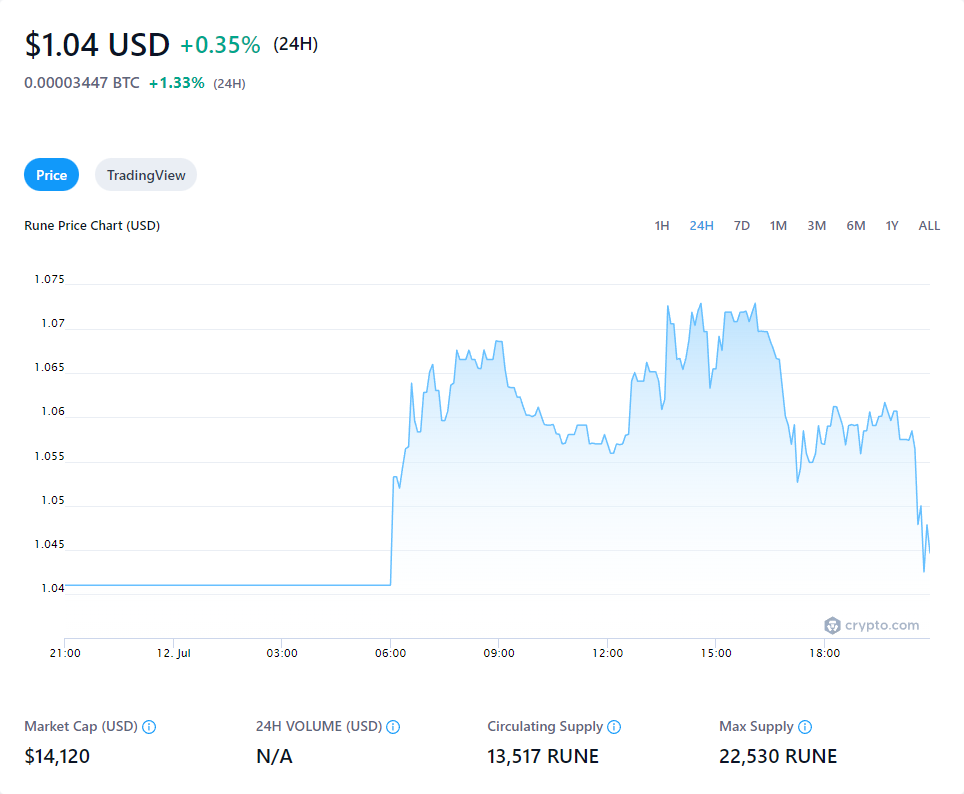 $1.04 USD +0.35% (24H)
0.00003447 BTC +1.33% (24H)
Price TradingView
Rune Price Chart (USD) 1H 24H 7D 1M 3M 6M 1Y ALL
1.075
1.07
1.065
1.06
1.055
1.05
1.045
1.04
crypto.com
21:00 12. Jul 03:00 06:00 09:00 12:00 15:00 18:00
Market Cap (USD) 24H VOLUME (USD) Circulating Supply Max Supply
$14,120 N/A 13,517 RUNE 22,530 RUNE